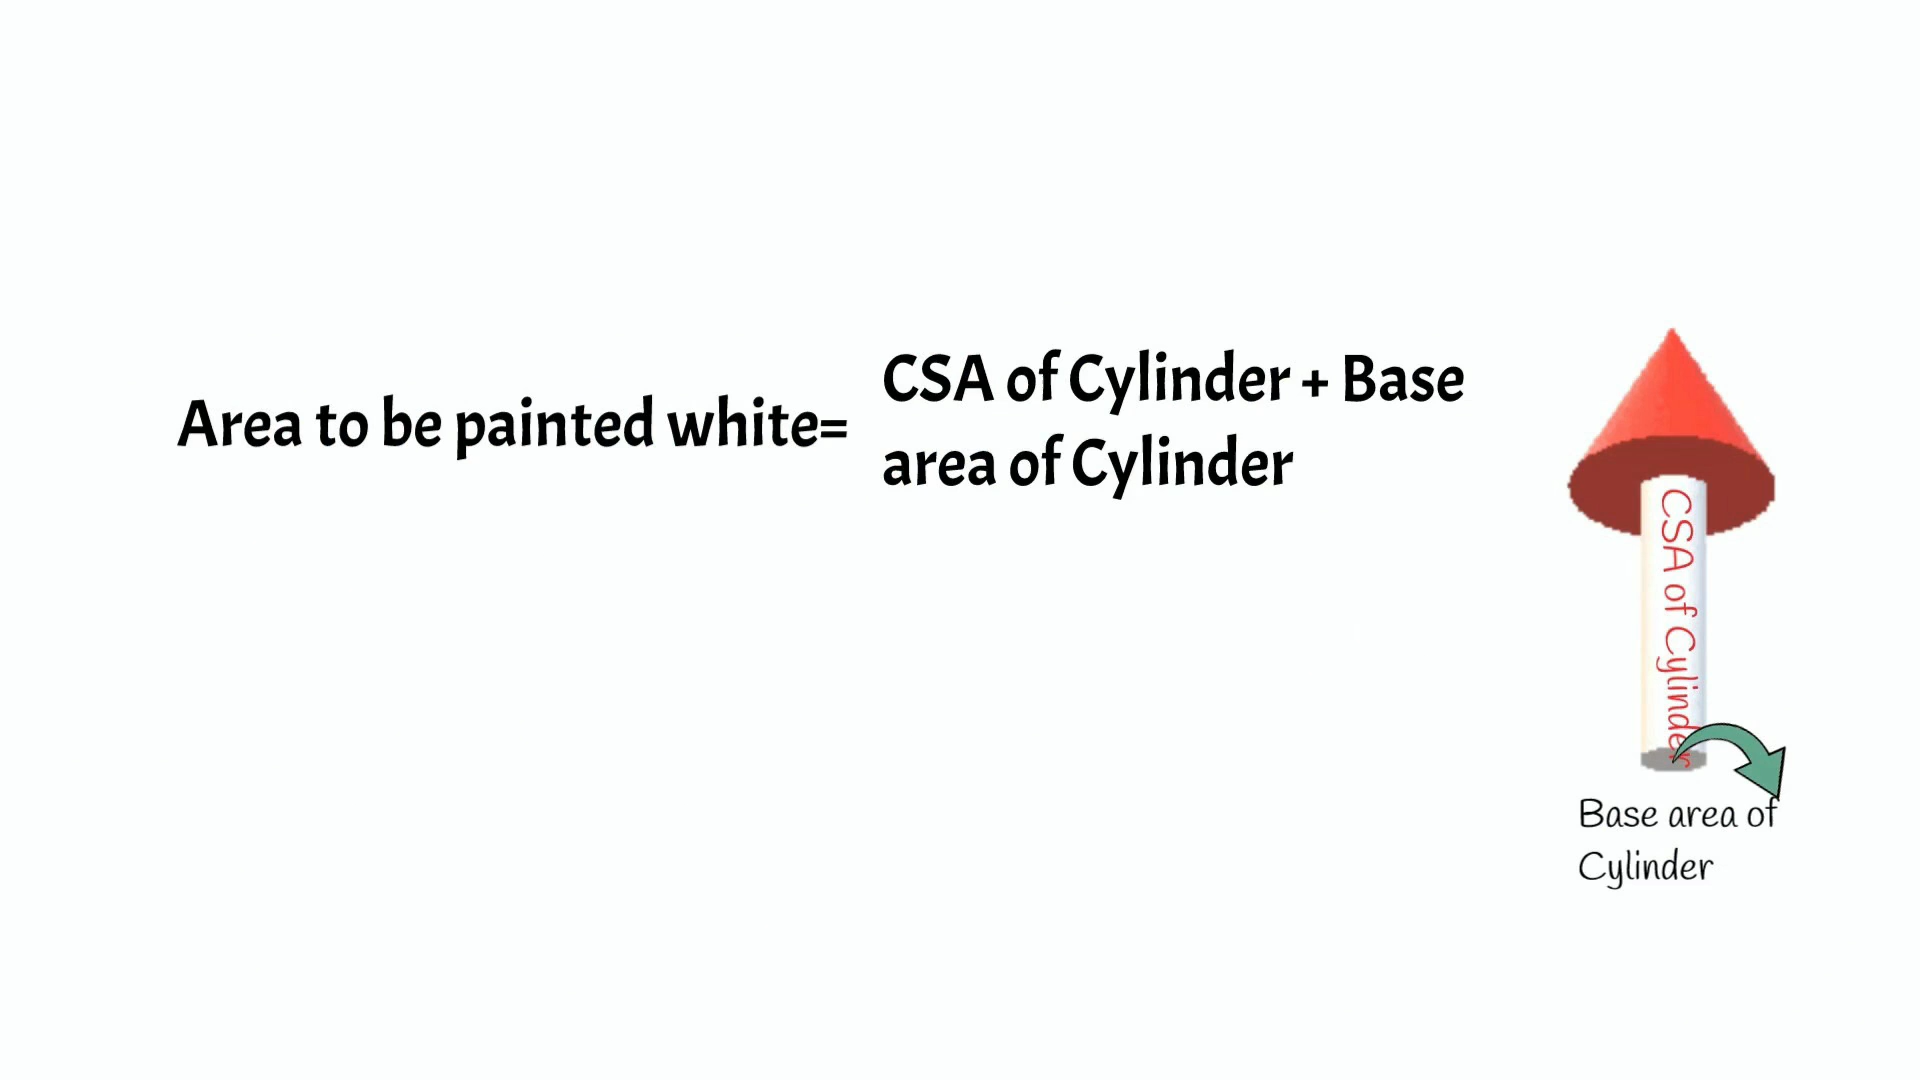 Area to be painted white=
CSA of Cylinder + Base
area of Cylinder
CSA of Cylinder
Base area of
Cylinder